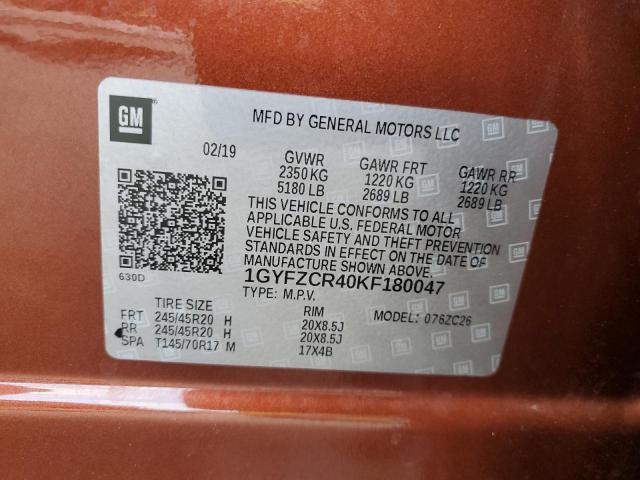 GM
MFD BY GENERAL MOTORS LLC
02/19
GVWR GAWR FRT GAWR RR
2350 KG 1220 KG 1220 KG
5180 LB 2689 LB 2689 LB
THIS VEHICLE CONFORMS TO ALL
APPLICABLE U.S. FEDERAL MOTOR
VEHICLE SAFETY AND THEFT PREVENTION
STANDARDS IN EFFECT ON THE DATE OF
MANUFACTURE SHOWN ABOVE.
630D
1GYFZCR40KF180047
TYPE: M.P.V.
MODEL: 076ZC26
TIRE SIZE RIM
FRT 245/45R20 H 20X8.5J
RR 245/45R20 H 20X8.5J
SPA T145/70R17 M 17X4B